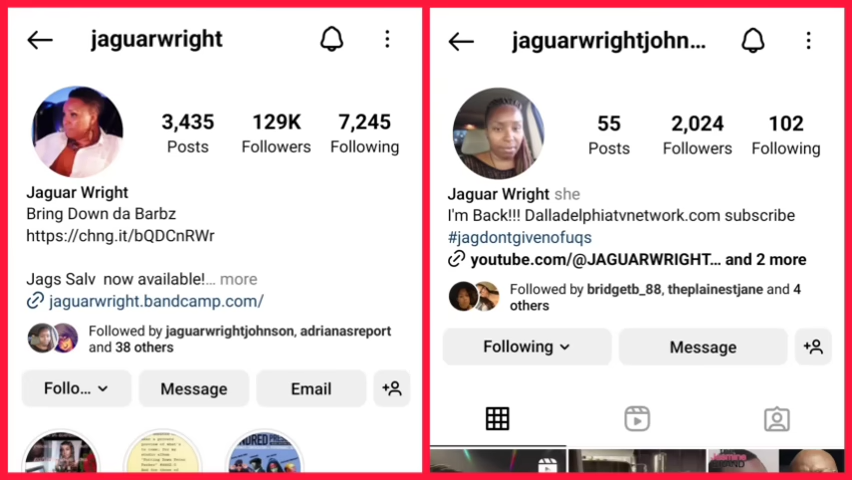 jaguarwright
3,435 129K 7,245
Posts Followers Following
Jaguar Wright
Bring Down da Barbz
https://chng.it/bQDCnRWr
Jags Salv now available!... more
jaguarwright.bandcamp.com/
Followed by jaguarwrightjohnson, adrianasreport
and 38 others
Follo...
Message
Email
jaguarwrightjohn...
55 2,024 102
Posts Followers Following
Jaguar Wright she
I'm Back!!! Dalladelphiatvnetwork.com subscribe
#jagdontgivenofuqs
youtube.com/@JAGUARWRIGHT... and 2 more
Followed by bridgetb_88, theplainestjane and 4
others
Following
Message